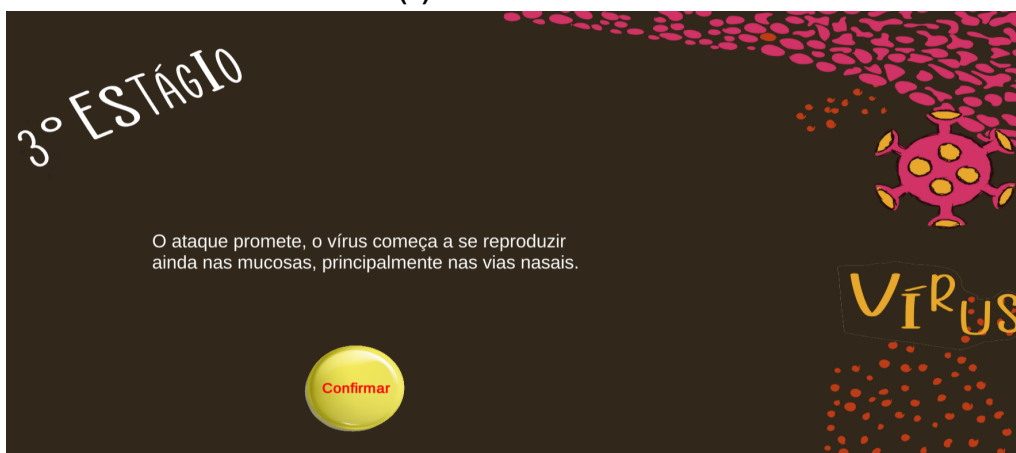 3º ESTÁGIO
O ataque promete, o vírus começa a se reproduzir
ainda nas mucosas, principalmente nas vias nasais.
Confirmar
VÍRUS